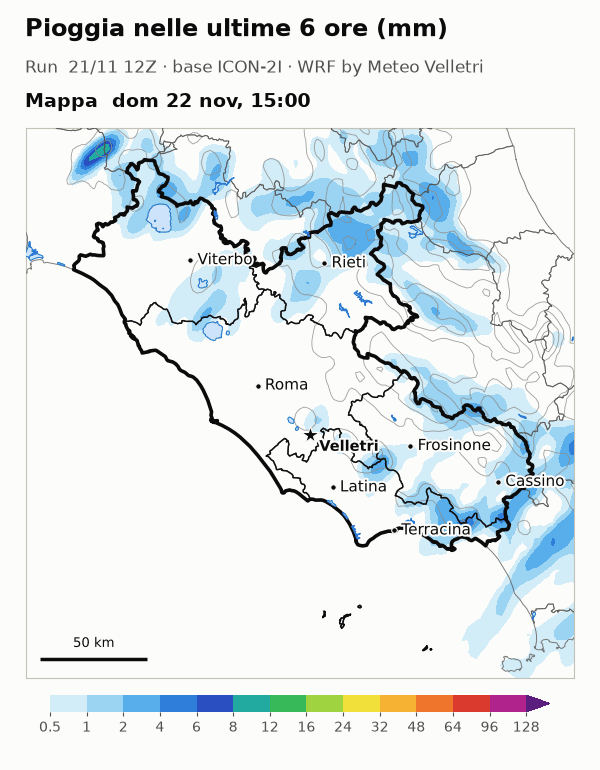 Pioggia nelle ultime 6 ore (mm)
Run  21/11 12Z · base ICON-2I · WRF by Meteo Velletri
Mappa  dom 22 nov, 15:00
Viterbo
Rieti
Roma
Velletri
Frosinone
Latina
Cassino
Terracina
50 km
0.5 1 2 4 6 8 12 16 24 32 48 64 96 128